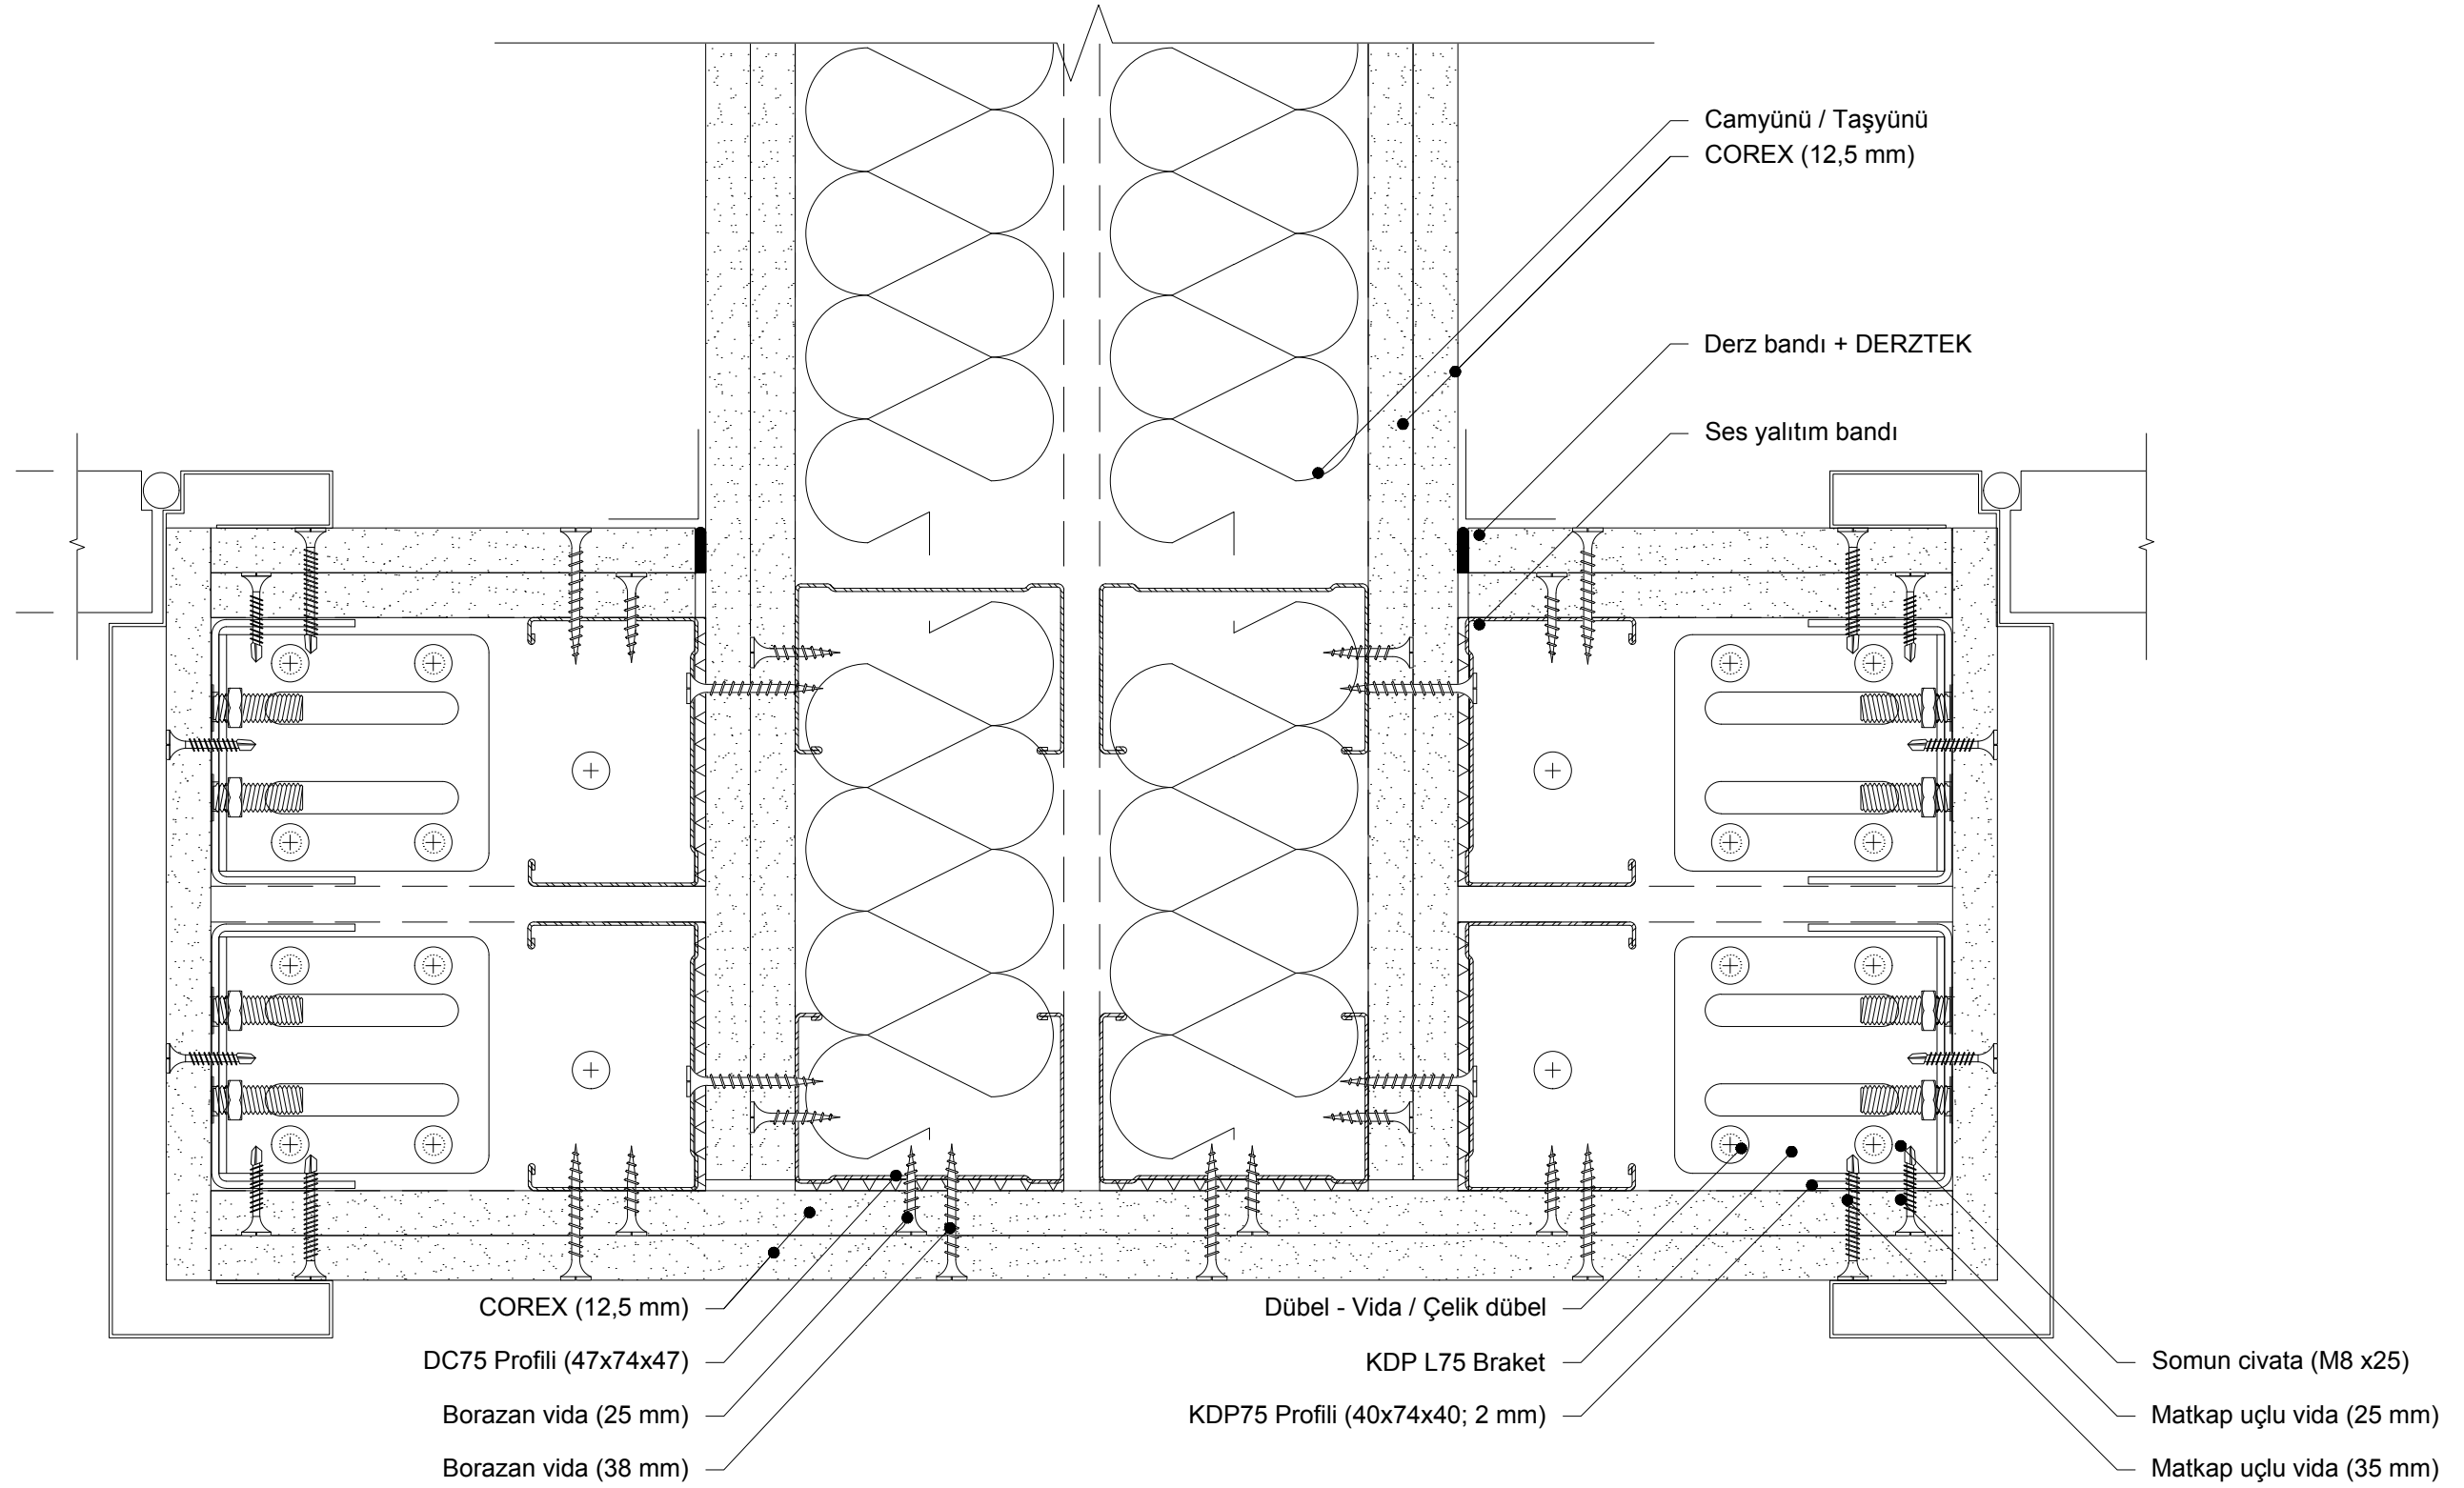 Camyünü / Taşyünü
COREX (12,5 mm)
Derz bandı + DERZTEK
Ses yalıtım bandı
COREX (12,5 mm)
DC75 Profili (47x74x47)
Borazan vida (25 mm)
Borazan vida (38 mm)
Dübel - Vida / Çelik dübel
KDP L75 Braket
KDP75 Profili (40x74x40; 2 mm)
Somun civata (M8 x25)
Matkap uçlu vida (25 mm)
Matkap uçlu vida (35 mm)